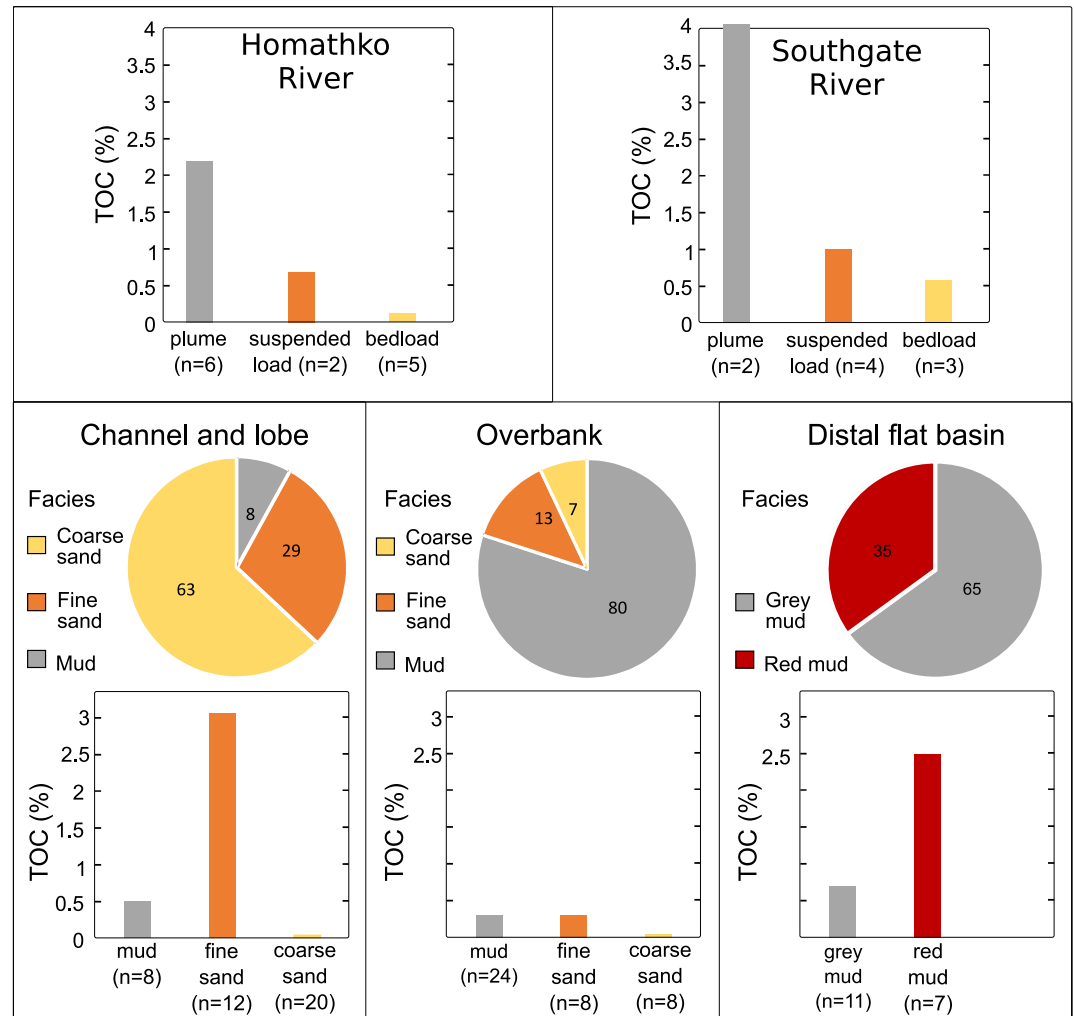 Homathko
River
TOC (%)
4
3.5
3
2.5
2
1.5
1
0.5
0
plume
(n=6)
suspended
load (n=2)
bedload
(n=5)
Southgate
River
TOC (%)
4
3.5
3
2.5
2
1.5
1
0.5
0
plume
(n=2)
suspended
load (n=4)
bedload
(n=3)
Channel and lobe
Facies
Coarse
sand
Fine
sand
Mud
8
29
63
TOC (%)
3
2.5
2
1.5
1
0.5
0
mud
(n=8)
fine
sand
(n=12)
coarse
sand
(n=20)
Overbank
Facies
Coarse
sand
Fine
sand
Mud
7
13
80
TOC (%)
3
2.5
mud
(n=24)
fine
sand
(n=8)
coarse
sand
(n=8)
Distal flat basin
Facies
Grey
mud
Red mud
35
65
TOC (%)
3
2.5
grey
mud
(n=11)
red
mud
(n=7)